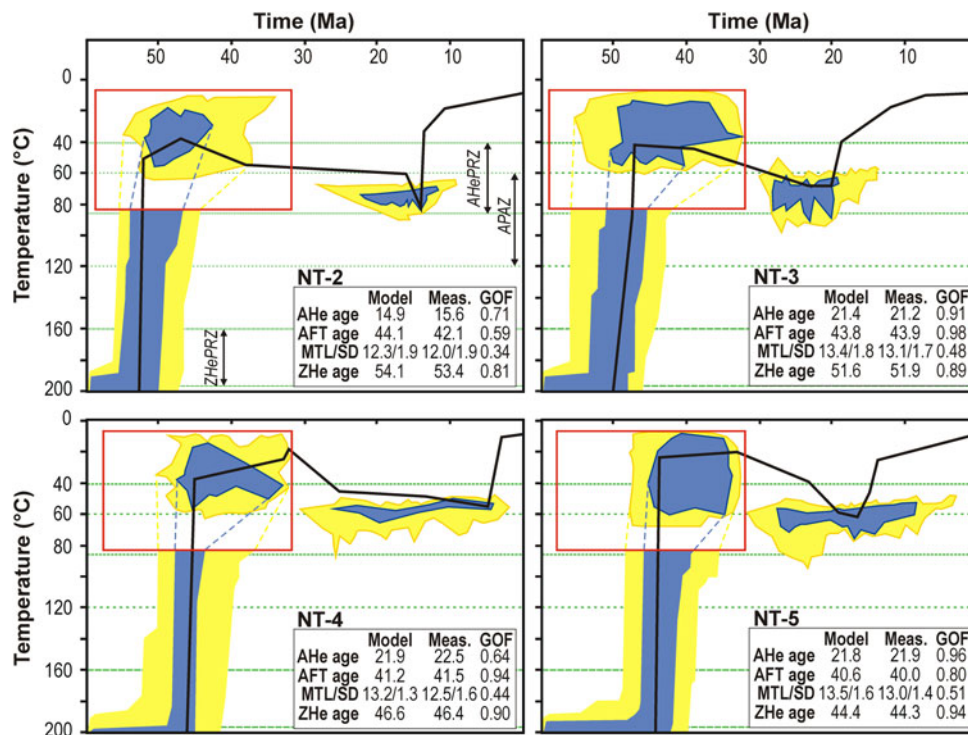 Time (Ma) Time (Ma)
50 40 30 20 10 50 40 30 20 10
Temperature (°C)
0
40
60
80
120
160
200
AHePRZ
APAZ
ZHePRZ
NT-2
Model Meas. GOF
AHe age 14.9 15.6 0.71
AFT age 44.1 42.1 0.59
MTL/SD 12.3/1.9 12.0/1.9 0.34
ZHe age 54.1 53.4 0.81
NT-3
Model Meas. GOF
AHe age 21.4 21.2 0.91
AFT age 43.8 43.9 0.98
MTL/SD 13.4/1.8 13.1/1.7 0.48
ZHe age 51.6 51.9 0.89
Temperature (°C)
0
40
60
80
120
160
200
NT-4
Model Meas. GOF
AHe age 21.9 22.5 0.64
AFT age 41.2 41.5 0.94
MTL/SD 13.2/1.3 12.5/1.6 0.44
ZHe age 46.6 46.4 0.90
NT-5
Model Meas. GOF
AHe age 21.8 21.9 0.96
AFT age 40.6 40.0 0.80
MTL/SD 13.5/1.6 13.0/1.4 0.51
ZHe age 44.4 44.3 0.94